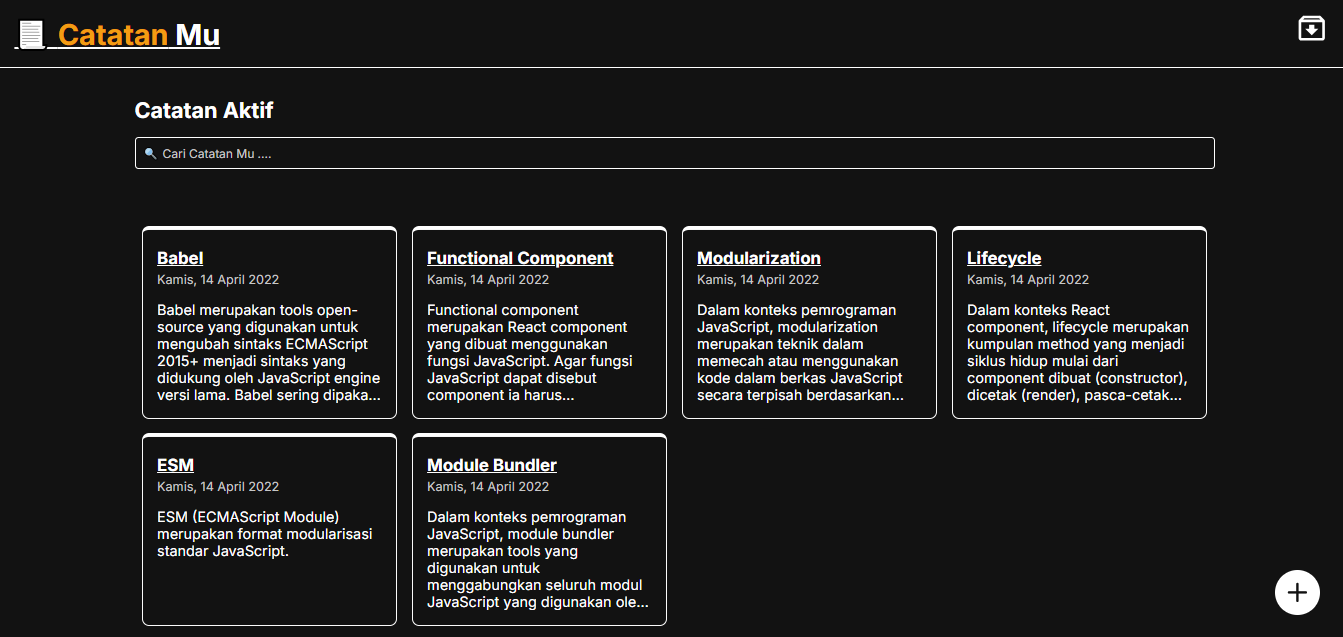 Catatan Mu
Catatan Aktif
🔍 Cari Catatan Mu ....
Babel
Kamis, 14 April 2022
Babel merupakan tools open-
source yang digunakan untuk
mengubah sintaks ECMAScript
2015+ menjadi sintaks yang
didukung oleh JavaScript engine
versi lama. Babel sering dipaka...
Functional Component
Kamis, 14 April 2022
Functional component
merupakan React component
yang dibuat menggunakan
fungsi JavaScript. Agar fungsi
JavaScript dapat disebut
component ia harus...
Modularization
Kamis, 14 April 2022
Dalam konteks pemrograman
JavaScript, modularization
merupakan teknik dalam
memecah atau menggunakan
kode dalam berkas JavaScript
secara terpisah berdasarkan...
Lifecycle
Kamis, 14 April 2022
Dalam konteks React
component, lifecycle merupakan
kumpulan method yang menjadi
siklus hidup mulai dari
component dibuat (constructor),
dicetak (render), pasca-cetak...
ESM
Kamis, 14 April 2022
ESM (ECMAScript Module)
merupakan format modularisasi
standar JavaScript.
Module Bundler
Kamis, 14 April 2022
Dalam konteks pemrograman
JavaScript, module bundler
merupakan tools yang
digunakan untuk
menggabungkan seluruh modul
JavaScript yang digunakan ole...